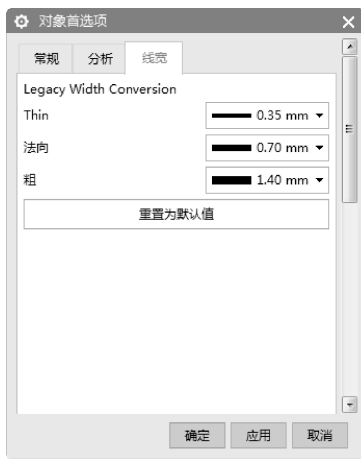 对象首选项
常规 分析 线宽
Legacy Width Conversion
Thin 0.35 mm
法向 0.70 mm
粗 1.40 mm
重置为默认值
确定 应用 取消